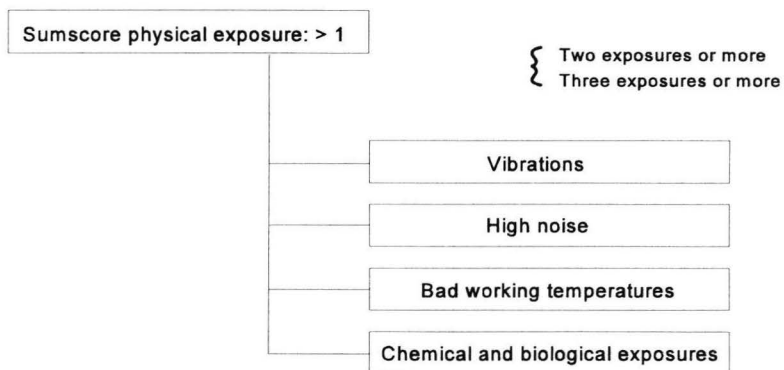 Sumscore physical exposure: > 1
Two exposures or more
Three exposures or more
Vibrations
High noise
Bad working temperatures
Chemical and biological exposures